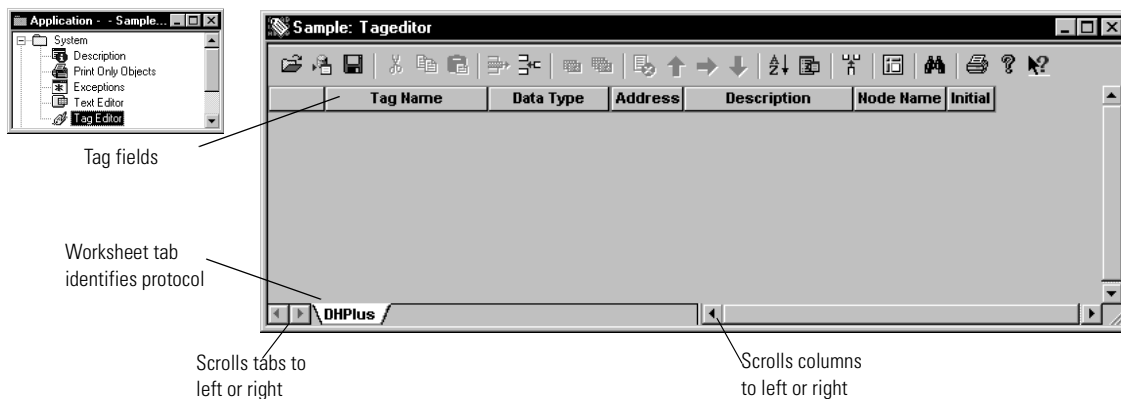 Application - - Sample...
System
Description
Print Only Objects
Exceptions
Text Editor
Tag Editor
Sample: Tageditor
Tag Name Data Type Address Description Node Name Initial
Tag fields
Worksheet tab
identifies protocol
DHPlus
Scrolls tabs to
left or right
Scrolls columns
to left or right